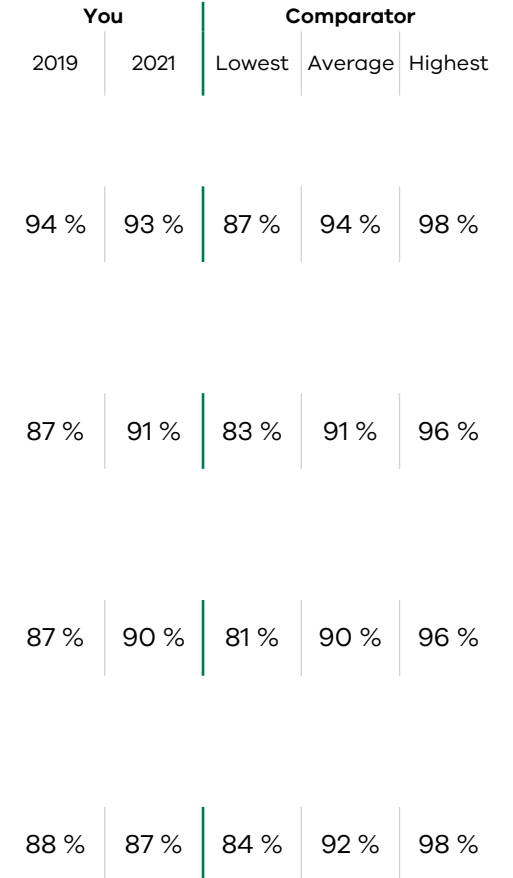 You Comparator
2019 2021 Lowest Average Highest
94 % 93 % 87 % 94 % 98 %
87 % 91 % 83 % 91 % 96 %
87 % 90 % 81 % 90 % 96 %
88 % 87 % 84 % 92 % 98 %